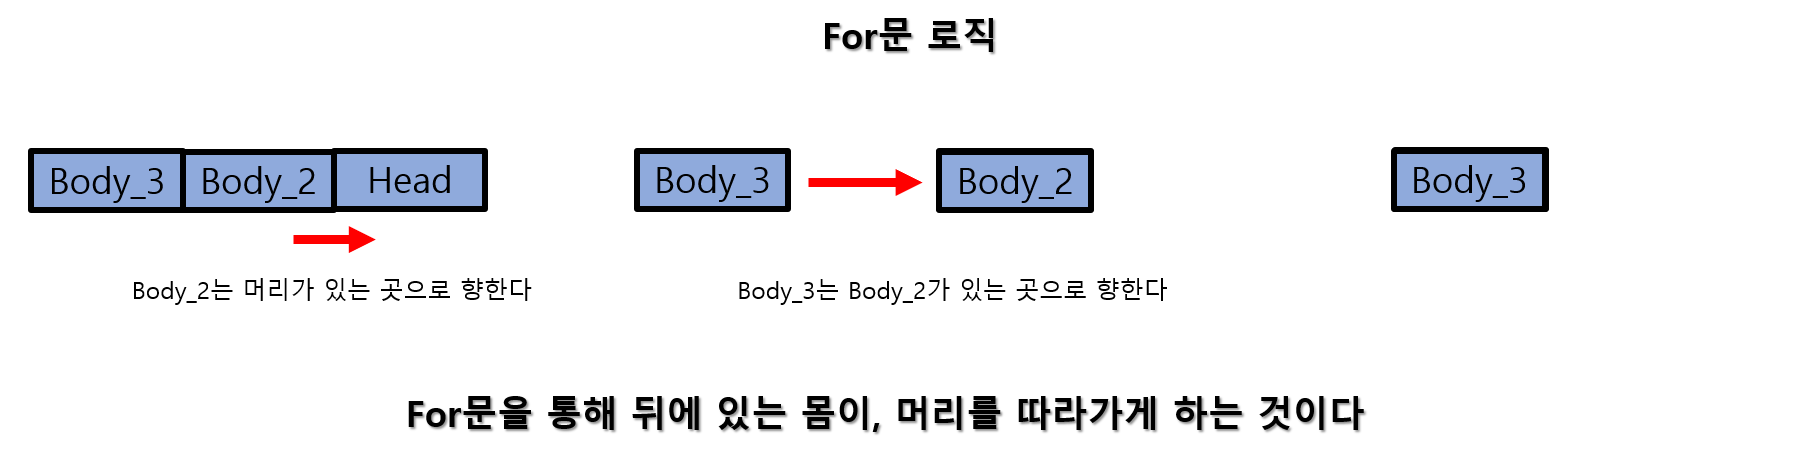 For문 로직
Body_3 Body_2 Head
Body_3 Body_2
Body_3
Body_2는 머리가 있는 곳으로 향한다
Body_3는 Body_2가 있는 곳으로 향한다
For문을 통해 뒤에 있는 몸이, 머리를 따라가게 하는 것이다